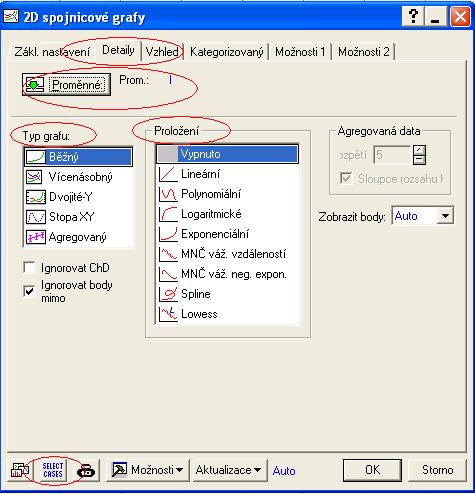 2D spojnicové grafy
Zákl. nastavení Detaily Vzhled Kategorizovaný Možnosti 1 Možnosti 2
Proměnné: Prom.: I
Typ grafu:
Běžný
Vícenásobný
Dvojité-Y
Stopa XY
Agregovaný
Ignorovat ChD
Ignorovat body mimo
Proložení
Vypnuto
Lineární
Polynomiální
Logaritmické
Exponenciální
MNČ váž. vzdáleností
MNČ váž. neg. expon.
Spline
Lowess
Agregovaná data
ozpětí 5
Sloupce rozsahu h
Zobrazit body: Auto
SELECT CASES
Možnosti Aktualizace Auto OK Storno